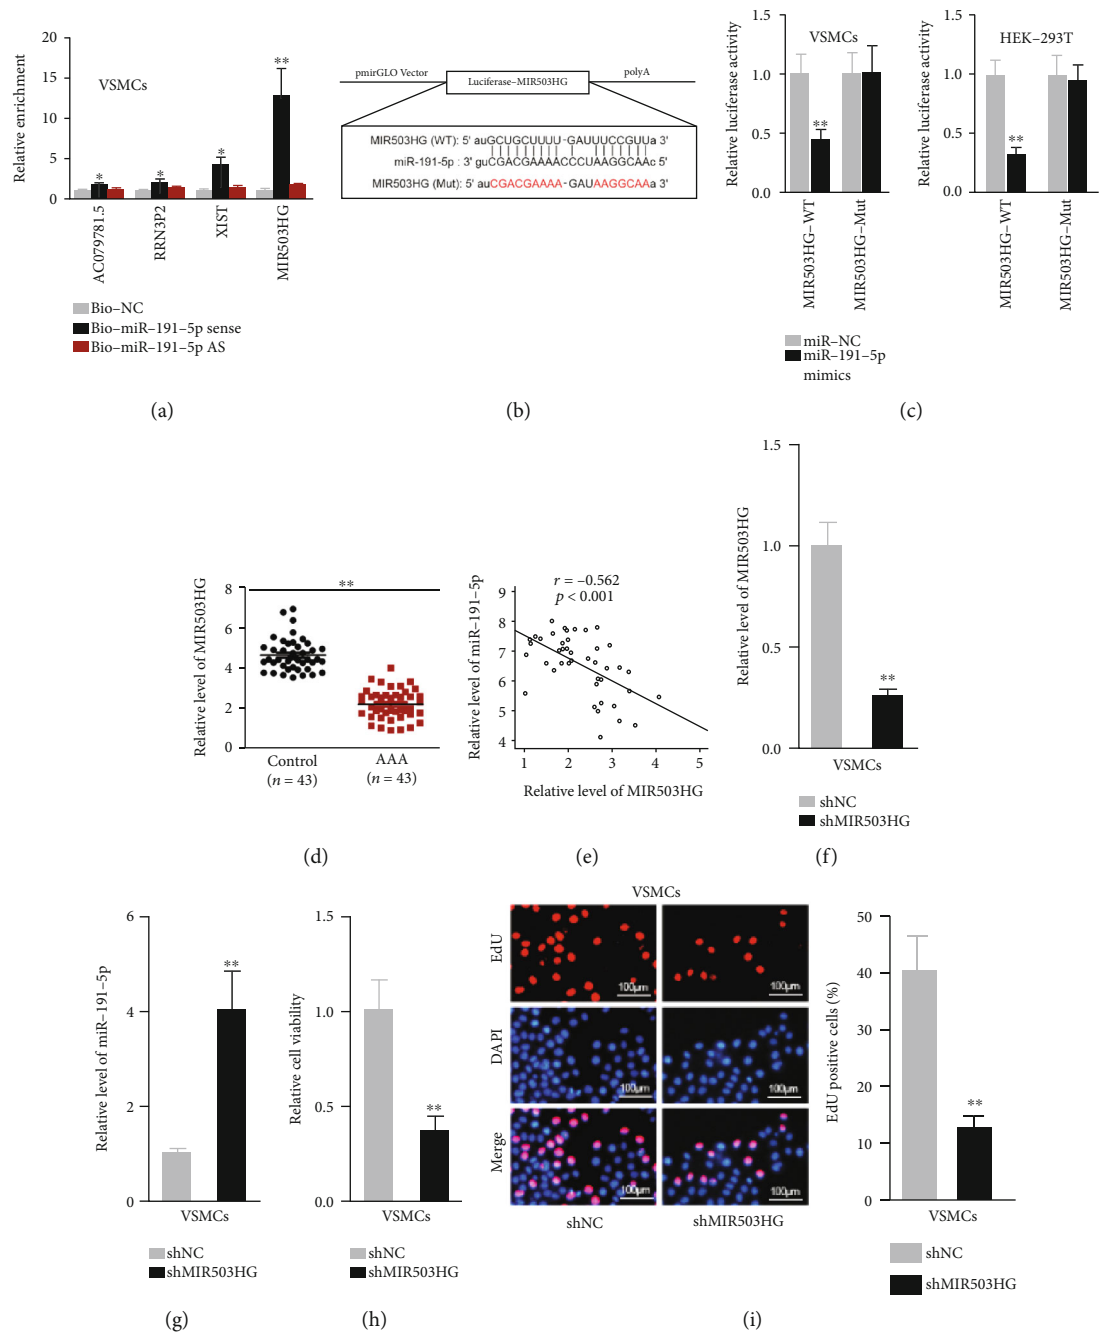 20
15
10
5
0
Relative enrichment
VSMCs
*
*
*
**
AC079781.5
RRN3P2
XIST
MIR503HG
Bio–NC
Bio–miR–191–5p sense
Bio–miR–191–5p AS
(a)
pmirGLO Vector
Luciferase–MIR503HG
polyA
MIR503HG (WT): 5' auGCUGCUUUU-GAUUUCCGUUa 3'
miR-191-5p : 3' guCGACGAAAACCCUAAGGCAAc 5'
MIR503HG (Mut): 5' auCGACGAAAA-GAUAAGGCAAa 3'
(b)
1.5
1.0
0.5
0.0
Relative luciferase activity
VSMCs
**
MIR503HG–WT
MIR503HG–Mut
1.5
1.0
0.5
0.0
Relative luciferase activity
HEK–293T
**
MIR503HG–WT
MIR503HG–Mut
miR–NC
miR–191–5p
mimics
(c)
8
6
4
2
0
Relative level of MIR503HG
**
Control
(n = 43)
AAA
(n = 43)
(d)
9
8
7
6
5
4
Relative level of miR–191–5p
r = –0.562
p < 0.001
1 2 3 4 5
Relative level of MIR503HG
(e)
1.5
1.0
0.5
0.0
Relative level of MIR503HG
**
VSMCs
shNC
shMIR503HG
(f)
6
4
2
0
Relative level of miR–191–5p
**
VSMCs
shNC
shMIR503HG
(g)
1.5
1.0
0.5
0.0
Relative cell viability
**
VSMCs
shNC
shMIR503HG
(h)
VSMCs
EdU
100μm
100μm
DAPI
100μm
100μm
Merge
100μm
100μm
shNC
shMIR503HG
50
40
30
20
10
0
EdU positive cells (%)
**
VSMCs
shNC
shMIR503HG
(i)